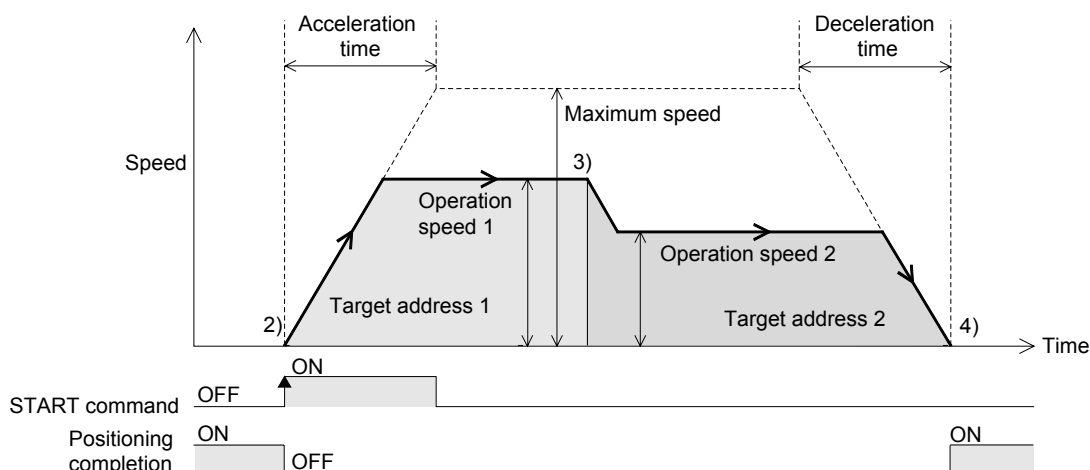 Acceleration
time
Deceleration
time
Maximum speed
Speed
3)
Operation
speed 1
Operation speed 2
Target address 1
Target address 2
2)
4)
Time
ON
OFF
START command
Positioning
completion
ON
OFF
ON